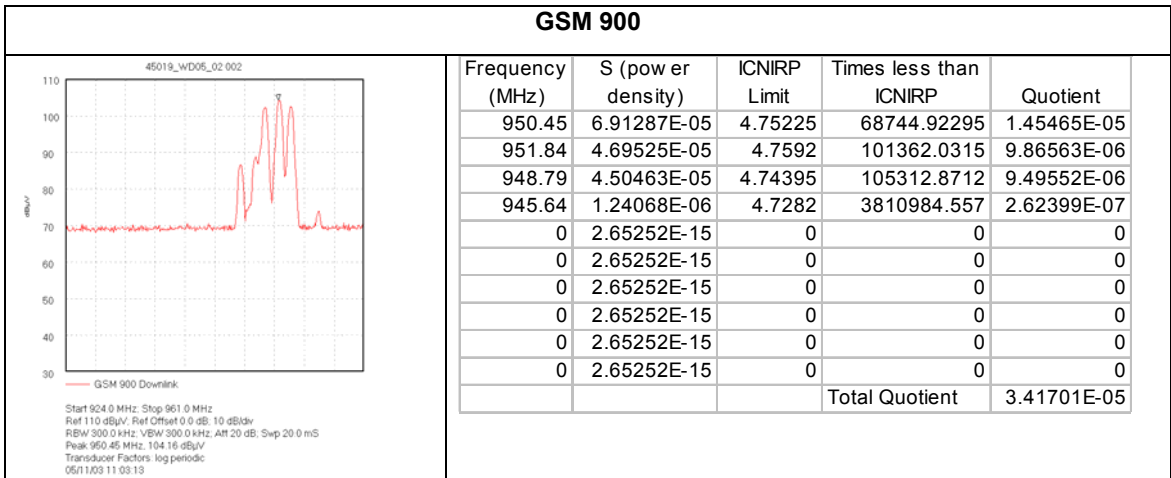 GSM 900
45019_WD05_02 002
110
100
90
80
70
60
50
40
30
dBµV
GSM 900 Downlink
Start 924.0 MHz; Stop 961.0 MHz
Ref 110 dBµV; Ref Offset 0.0 dB; 10 dB/div
RBW 300.0 kHz; VBW 300.0 kHz; Att 20 dB; Swp 20.0 mS
Peak 950.45 MHz, 104.16 dBµV
Transducer Factors: log periodic
05/11/03 11:03:13
Frequency (MHz) S (pow er density) ICNIRP Limit Times less than ICNIRP Quotient
950.45 6.91287E-05 4.75225 68744.92295 1.45465E-05
951.84 4.69525E-05 4.7592 101362.0315 9.86563E-06
948.79 4.50463E-05 4.74395 105312.8712 9.49552E-06
945.64 1.24068E-06 4.7282 3810984.557 2.62399E-07
0 2.65252E-15 0 0 0
0 2.65252E-15 0 0 0
0 2.65252E-15 0 0 0
0 2.65252E-15 0 0 0
0 2.65252E-15 0 0 0
0 2.65252E-15 0 0 0
Total Quotient 3.41701E-05